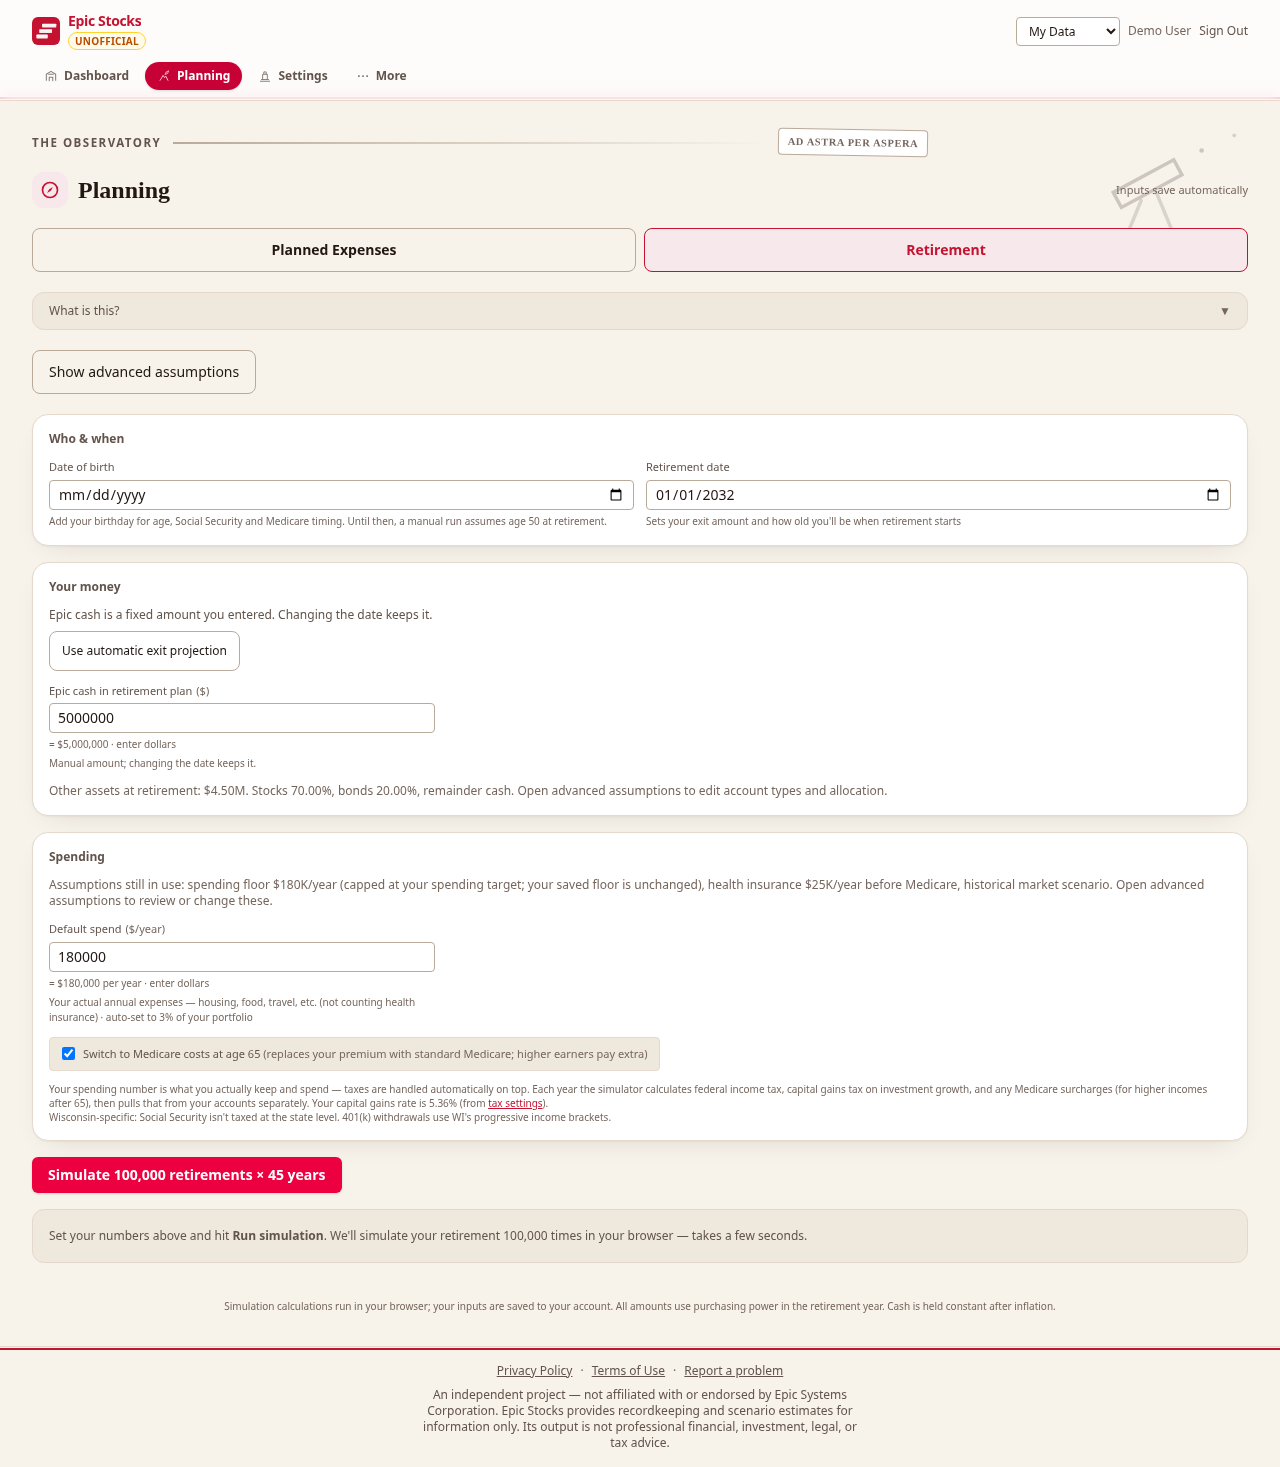 Epic Stocks
UNOFFICIAL
My Data
Demo User
Sign Out
Dashboard
Planning
Settings
··· More
THE OBSERVATORY
AD ASTRA PER ASPERA
Planning
Inputs save automatically
Planned Expenses
Retirement
What is this?
▼
Show advanced assumptions
Who & when
Date of birth
Retirement date
mm/dd/yyyy
01/01/2032
Add your birthday for age, Social Security and Medicare timing. Until then, a manual run assumes age 50 at retirement.
Sets your exit amount and how old you'll be when retirement starts
Your money
Epic cash is a fixed amount you entered. Changing the date keeps it.
Use automatic exit projection
Epic cash in retirement plan ($)
5000000
= $5,000,000 · enter dollars
Manual amount; changing the date keeps it.
Other assets at retirement: $4.50M. Stocks 70.00%, bonds 20.00%, remainder cash. Open advanced assumptions to edit account types and allocation.
Spending
Assumptions still in use: spending floor $180K/year (capped at your spending target; your saved floor is unchanged), health insurance $25K/year before Medicare, historical market scenario. Open advanced
assumptions to review or change these.
Default spend ($/year)
180000
= $180,000 per year · enter dollars
Your actual annual expenses — housing, food, travel, etc. (not counting health
insurance) · auto-set to 3% of your portfolio
Switch to Medicare costs at age 65 (replaces your premium with standard Medicare; higher earners pay extra)
Your spending number is what you actually keep and spend — taxes are handled automatically on top. Each year the simulator calculates federal income tax, capital gains tax on investment growth, and any Medicare surcharges (for higher incomes
after 65), then pulls that from your accounts separately. Your capital gains rate is 5.36% (from tax settings).
Wisconsin-specific: Social Security isn't taxed at the state level. 401(k) withdrawals use WI's progressive income brackets.
Simulate 100,000 retirements × 45 years
Set your numbers above and hit Run simulation. We'll simulate your retirement 100,000 times in your browser — takes a few seconds.
Simulation calculations run in your browser; your inputs are saved to your account. All amounts use purchasing power in the retirement year. Cash is held constant after inflation.
Privacy Policy · Terms of Use · Report a problem
An independent project — not affiliated with or endorsed by Epic Systems
Corporation. Epic Stocks provides recordkeeping and scenario estimates for
information only. Its output is not professional financial, investment, legal, or
tax advice.